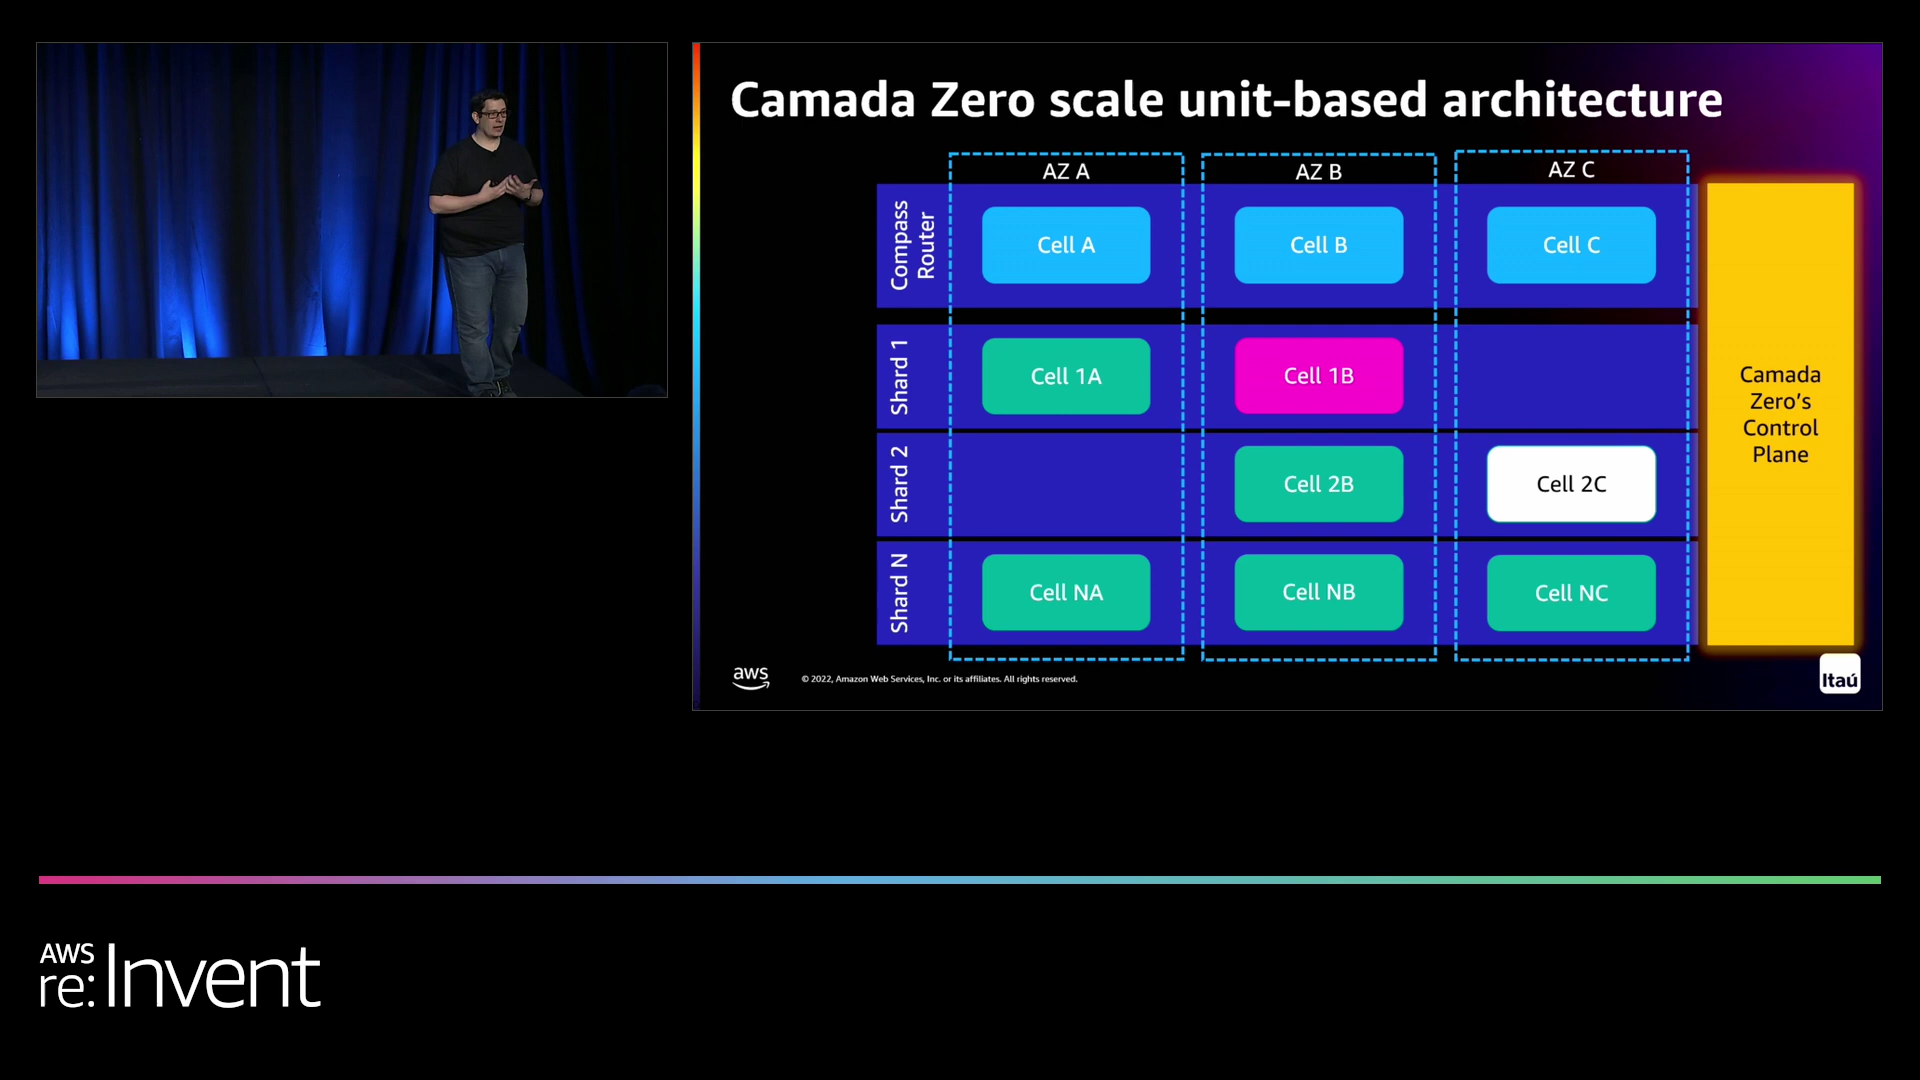 Camada Zero scale unit-based architecture
AZ A
AZ B
AZ C
Compass
Router
Cell A
Cell B
Cell C
Shard 1
Cell 1A
Cell 1B
Shard 2
Cell 2B
Cell 2C
Shard N
Cell NA
Cell NB
Cell NC
Camada
Zero's
Control
Plane
aws
© 2022, Amazon Web Services, Inc. or its affiliates. All rights reserved.
Itaú
AWS
re:Invent